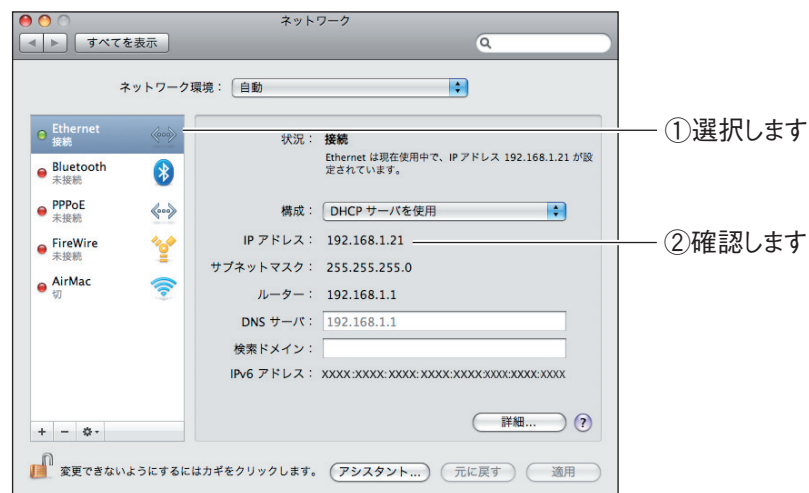 ネットワーク
すべてを表示
ネットワーク環境： 自動
Ethernet
接続
Bluetooth
未接続
PPPoE
未接続
FireWire
未接続
AirMac
切
状況： 接続
Ethernet は現在使用中で、IP アドレス 192.168.1.21 が設
定されています。
構成： DHCP サーバを使用
IP アドレス： 192.168.1.21
サブネットマスク： 255.255.255.0
ルーター： 192.168.1.1
DNS サーバ： 192.168.1.1
検索ドメイン：
IPv6 アドレス： XXXX:XXXX:XXXX:XXXX:XXXX:XXXX:XXXX:XXXX
詳細... ?
+ −
変更できないようにするにはカギをクリックします。 アシスタント... 元に戻す 適用
①選択します
②確認します